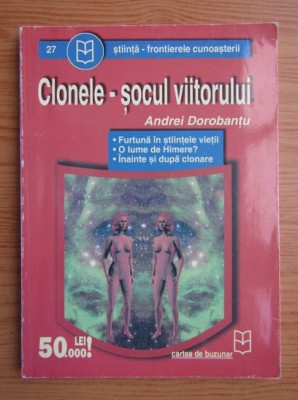 27
știință - frontierele cunoașterii
Clonele - șocul viitorului
Andrei Dorobanțu
• Furtună în științele vieții
• O lume de Himere?
• Înainte și după clonare
50.000! LEI
cartea de buzunar